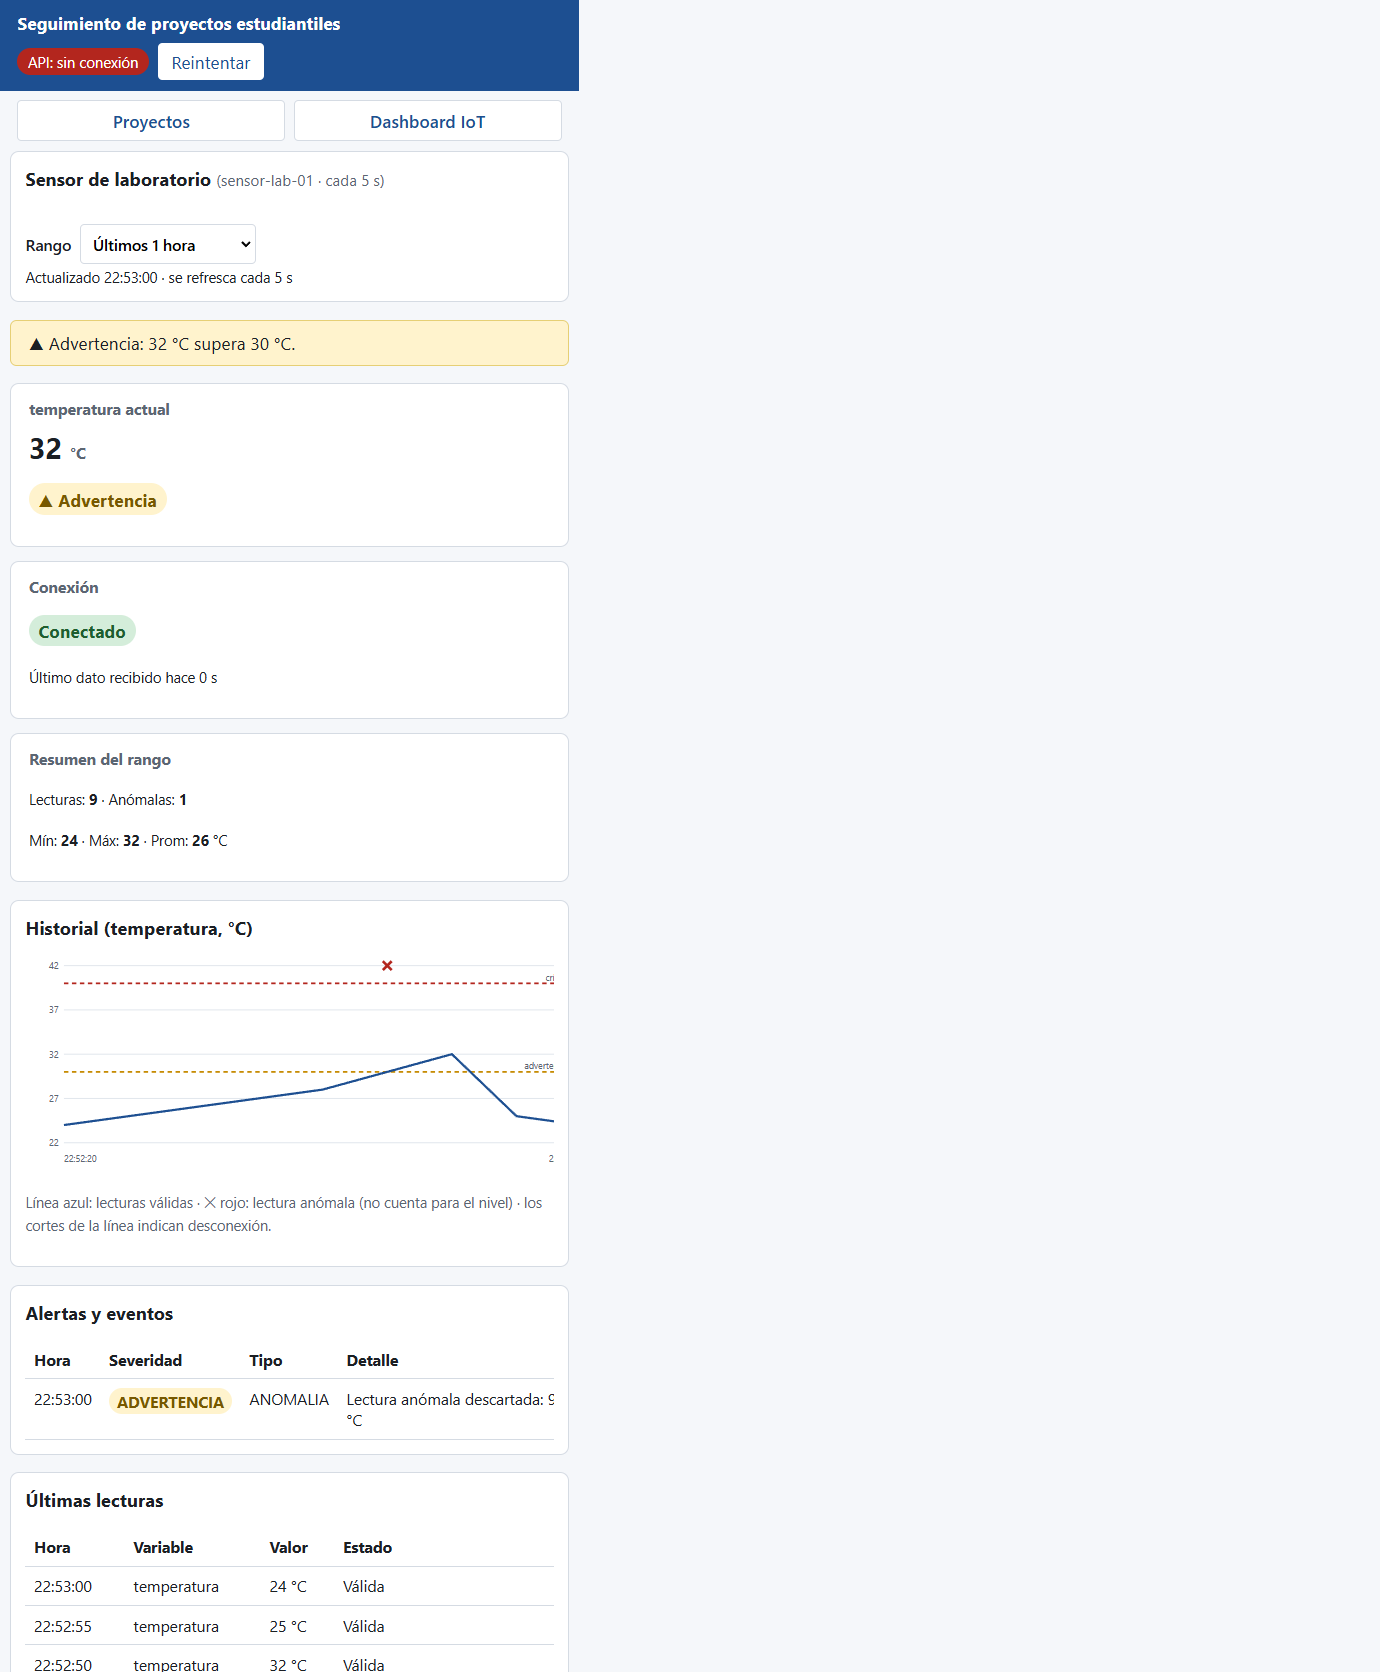 Seguimiento de proyectos estudiantiles
API: sin conexión Reintentar
Proyectos Dashboard IoT
Sensor de laboratorio (sensor-lab-01 · cada 5 s)
Rango Últimos 1 hora
Actualizado 22:53:00 · se refresca cada 5 s
▲ Advertencia: 32 °C supera 30 °C.
temperatura actual
32 °C
▲ Advertencia
Conexión
Conectado
Último dato recibido hace 0 s
Resumen del rango
Lecturas: 9 · Anómalas: 1
Mín: 24 · Máx: 32 · Prom: 26 °C
Historial (temperatura, °C)
42
crí
37
32
adverte
27
22
22:52:20 2
Línea azul: lecturas válidas · ✕ rojo: lectura anómala (no cuenta para el nivel) · los
cortes de la línea indican desconexión.
Alertas y eventos
Hora Severidad Tipo Detalle
22:53:00 ADVERTENCIA ANOMALIA Lectura anómala descartada: 9
°C
Últimas lecturas
Hora Variable Valor Estado
22:53:00 temperatura 24 °C Válida
22:52:55 temperatura 25 °C Válida
22:52:50 temperatura 32 °C Válida